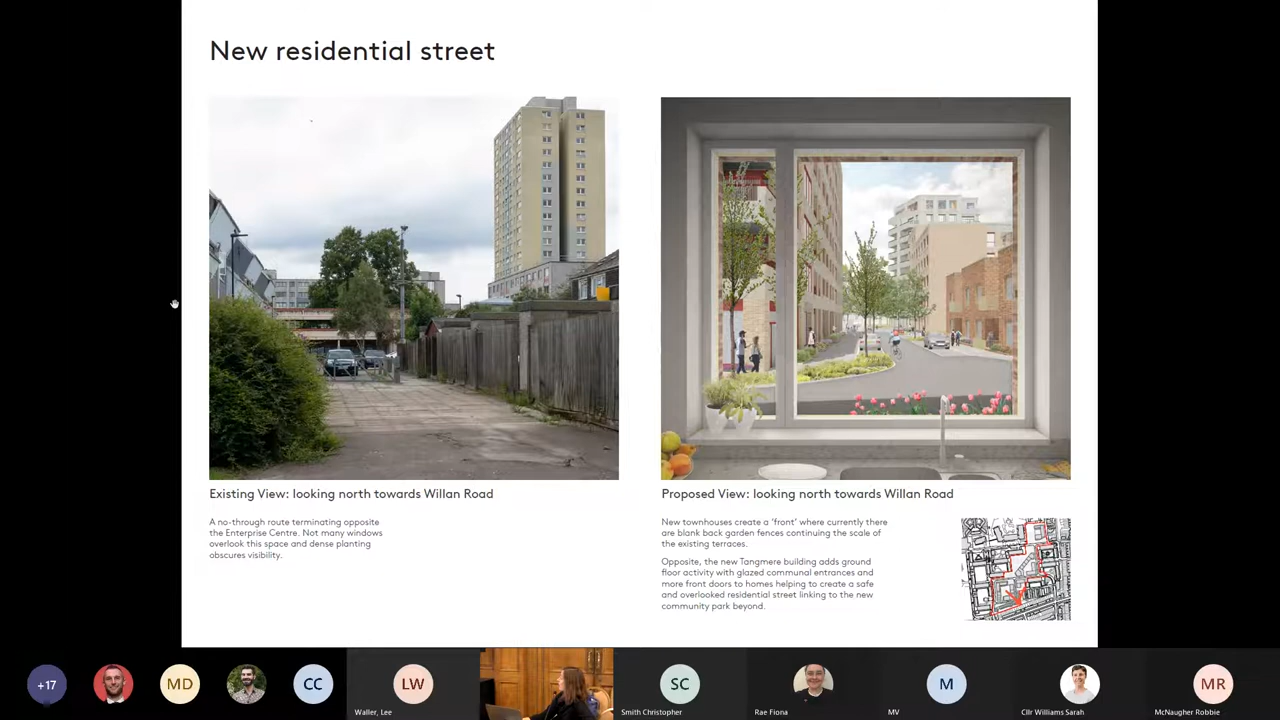 New residential street
Existing View: looking north towards Willan Road
A no-through route terminating opposite
the Enterprise Centre. Not many windows
overlook this space and dense planting
obscures visibility.
Proposed View: looking north towards Willan Road
New townhouses create a ‘front’ where currently there
are blank back garden fences continuing the scale of
the existing terraces.
Opposite, the new Tangmere building adds ground
floor activity with glazed communal entrances and
more front doors to homes helping to create a safe
and overlooked residential street linking to the new
community park beyond.
+17
MD
CC
LW
Waller, Lee
SC
Smith Christopher
Rae Fiona
M
MV
Cllr Williams Sarah
MR
McNaugher Robbie